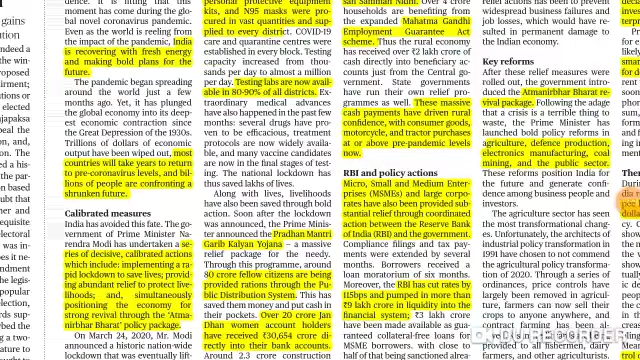 gains
dence. It is fitting that this
moment has come during the glo-
bal novel coronavirus pandemic.
Even as the world is reeling from
the impact of the pandemic, India
is recovering with fresh energy
and making bold plans for the
future.
The pandemic began spreading
around the world just a few
months ago. Yet, it has plunged
the global economy into its deep-
est economic contraction since
the Great Depression of the 1930s.
Trillions of dollars of economic
output have been wiped out, most
countries will take years to return
to pre-coronavirus levels, and bil-
lions of people are confronting a
shrunken future.
Calibrated measures
India has avoided this fate. The go-
vernment of Prime Minister Na-
rendra Modi has undertaken a se-
ries of decisive, calibrated actions
which include: implementing a ra-
pid lockdown to save lives; provid-
ing abundant relief to protect live-
lihoods; and, simultaneously
positioning the economy for
strong revival through the 'Atma-
nirbhar Bharat' policy package.
On March 24, 2020, Mr. Modi
announced a historic nation-wide
lockdown that was eventually lift-
personal protective equipment
kits, and N95 masks were pro-
cured in vast quantities and sup-
plied to every district. COVID-19
care and quarantine centres were
established in every block. Testing
capacity increased from thou-
sands per day to almost a million
per day. Testing labs are now avail-
able in 80-90% of all districts. Ex-
traordinary medical advances
have also happened in the past few
months: several drugs have pro-
ven to be efficacious, treatment
protocols are now widely availa-
ble, and many vaccine candidates
are now in the final stages of test-
ing. The national lockdown has
thus saved lakhs of lives.
Along with lives, livelihoods
have also been saved through bold
action. Soon after the lockdown
was announced, the Prime Minis-
ter announced the Pradhan Mantri
Garib Kalyan Yojana – a massive
relief package for the needy.
Through this programme, around
80 crore fellow citizens are being
provided rations through the Pu-
blic Distribution System. This has
saved them money and put cash in
their pockets. Over 20 crore Jan
Dhan women account holders
have received ₹30,654 crore di-
rectly into their bank accounts.
Around 2.3 crore construction
san Samman Nidhi. Over 4 crore
households are benefiting from
the expanded Mahatma Gandhi
Employment Guarantee Act
scheme. Thus the rural economy
has received over ₹2 lakh crore of
cash directly into beneficiary ac-
counts just from the Central go-
vernment. State governments
have run their own relief pro-
grammes as well. These massive
cash payments have driven rural
confidence, with consumer goods,
motorcycle, and tractor purchases
at or above pre-pandemic levels
now.
RBI and policy actions
Micro, Small and Medium Enter-
prises (MSMEs) and large corpo-
rates have also been provided sub-
stantial relief through coordinated
action between the Reserve Bank
of India (RBI) and the government.
Compliance filings and tax pay-
ments were extended by several
months. Borrowers received a
loan moratorium of six months.
Moreover, the RBI has cut rates by
115bps and pumped in more than
₹9 lakh crore in liquidity into the
financial system; ₹3 lakh crore
have been made available as guar-
anteed collateral-free loans for
MSME borrowers. with close to
half of that being sanctioned area-
relief actions has been to prevent
widespread business failures and
job losses, which would have re-
sulted in permanent damage to
the Indian economy.
Key reforms
After these relief measures were
rolled out, the government intro-
duced the Atmanirbhar Bharat re-
vival package. Following the adage
that a crisis is a terrible thing to
waste, the Prime Minister has
launched bold policy reforms in
agriculture, defence production,
electronics manufacturing, coal
mining, and the public sector.
These reforms position India for
the future and generate confi-
dence among business people and
investors.
The agriculture sector has seen
the most transformational chang-
es. Unfortunately, the architects of
industrial policy transformation in
1991 have chosen to not commend
the agricultural policy transforma-
tion of 2020. Through a series of
ordinances, price controls have
largely been removed in agricul-
tural, farmers can now sell their
crops to anyone anywhere, and
contract farming has been
provided to all fishermen, dairy
farmers, and other agriculturists